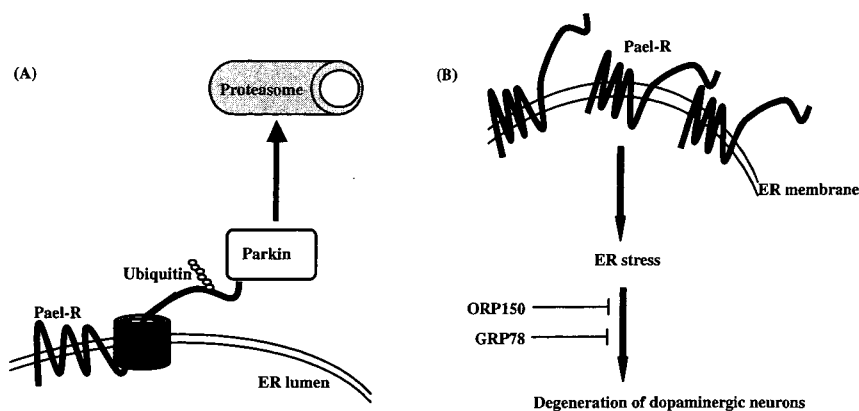 (A)
Proteasome
Parkin
Ubiquitin
Pael-R
ER lumen
(B)
Pael-R
ER membrane
ER stress
ORP150
GRP78
Degeneration of dopaminergic neurons